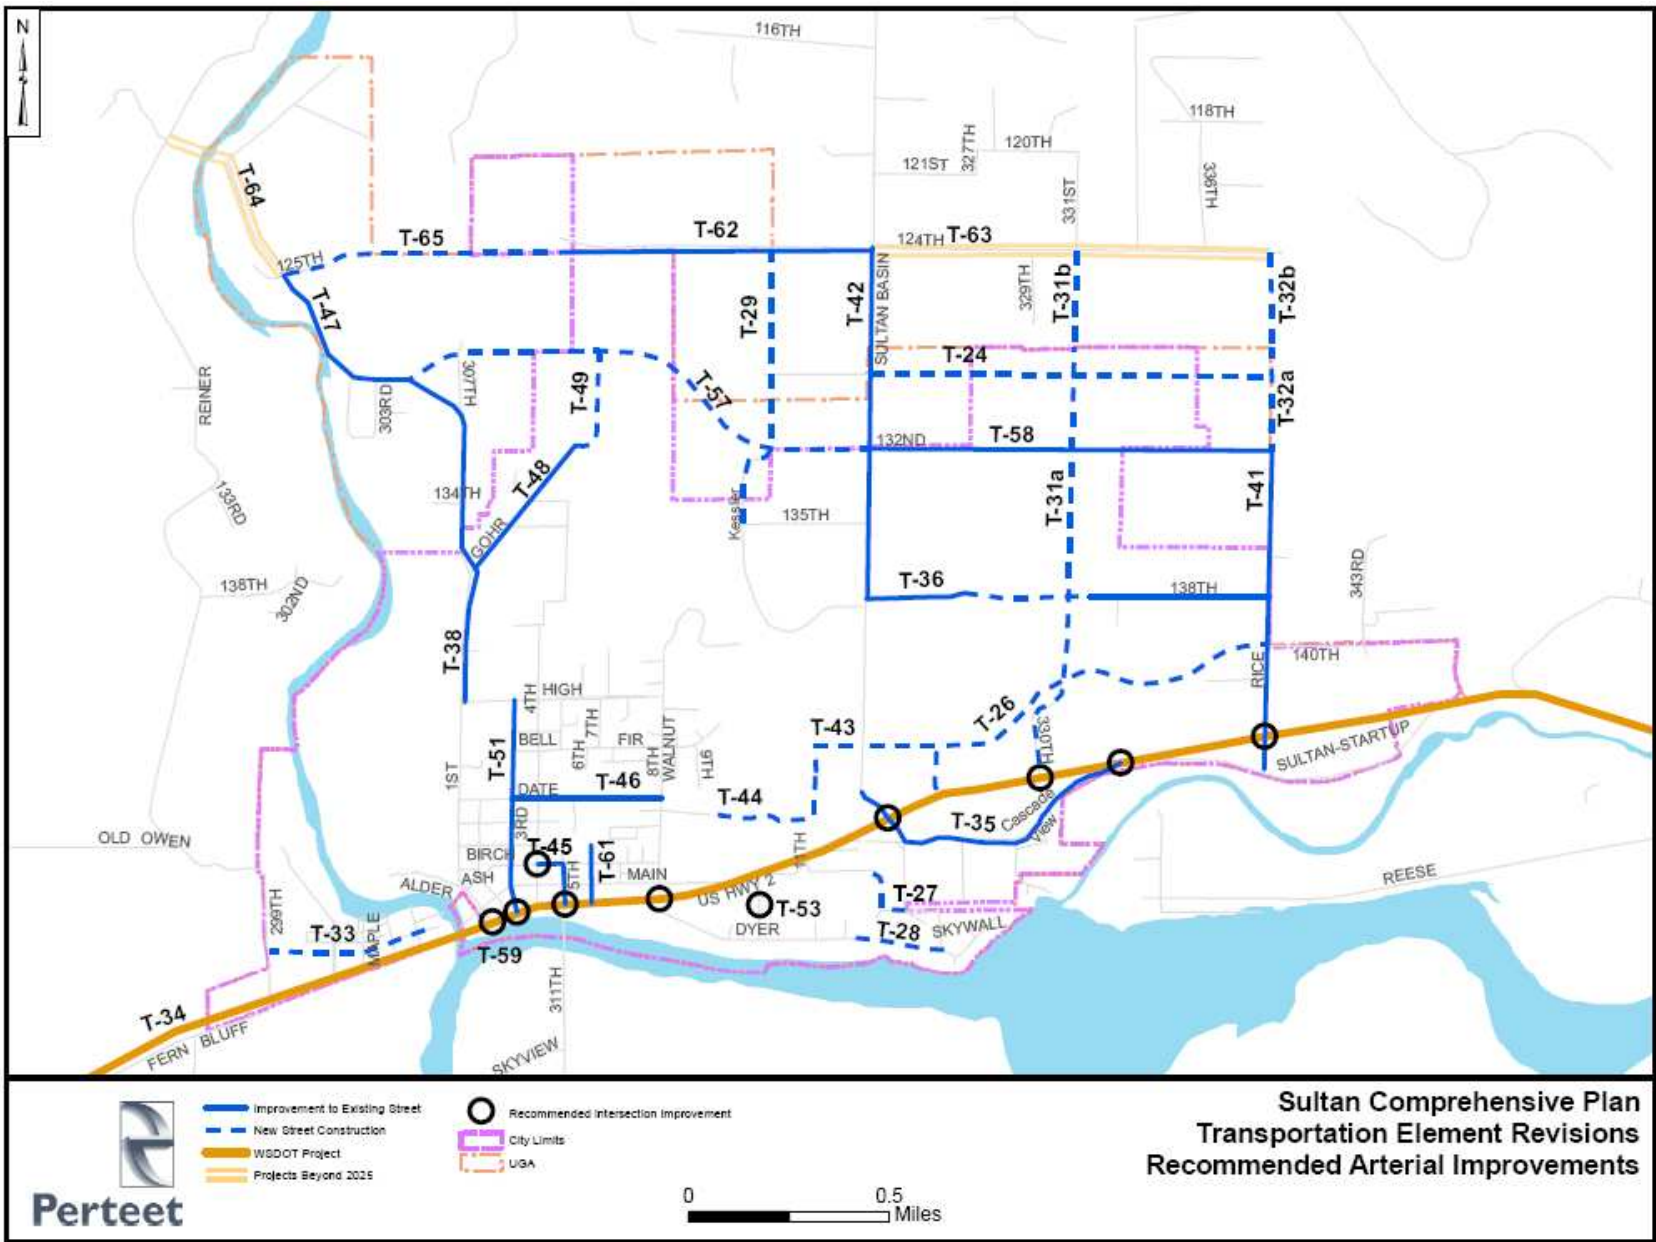 N
116TH
118TH
327TH
120TH
121ST
336TH
331ST
T-64
T-65
T-62
124TH
T-63
125TH
T-47
T-29
T-42
SULTAN BASIN
329TH
T-31b
T-32b
T-24
REINER
303RD
307TH
T-49
T-57
T-32a
132ND
T-58
133RD
134TH
T-48
GOHR
Kessler
135TH
T-31a
T-41
138TH
302ND
T-36
138TH
343RD
T-38
140TH
RICE
4TH
HIGH
7TH
T-51
BELL
6TH
FIR
8TH
WALNUT
9TH
T-43
T-26
330TH
SULTAN-STARTUP
1ST
T-46
DATE
T-44
3RD
Cascade
View
T-35
OLD OWEN
BIRCH
T-45
T-61
11TH
ASH
5TH
MAIN
ALDER
US HWY 2
REESE
299TH
MAPLE
T-33
T-53
T-27
DYER
T-28
SKYWALL
T-59
311TH
T-34
FERN BLUFF
SKYVIEW
Perteet
Improvement to Existing Street
New Street Construction
WSDOT Project
Projects Beyond 2025
Recommended Intersection Improvement
City Limits
UGA
0 0.5
Miles
Sultan Comprehensive Plan
Transportation Element Revisions
Recommended Arterial Improvements